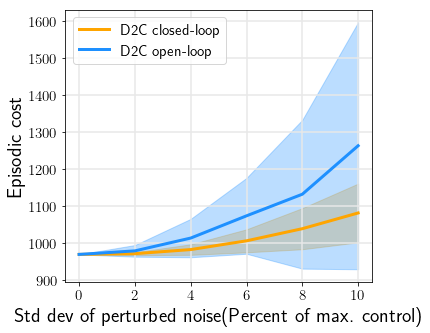 1600
1500
1400
1300
1200
1100
1000
900
Episodic cost
D2C closed-loop
D2C open-loop
0 2 4 6 8 10
Std dev of perturbed noise(Percent of max. control)